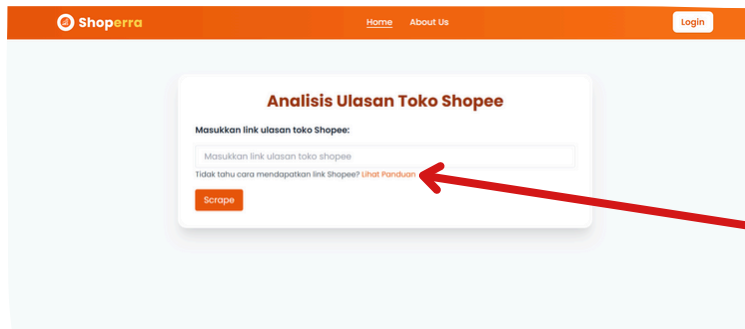 Shoperra
Home About Us
Login
Analisis Ulasan Toko Shopee
Masukkan link ulasan toko Shopee:
Masukkan link ulasan toko shopee
Tidak tahu cara mendapatkan link Shopee? Lihat Panduan
Scrape